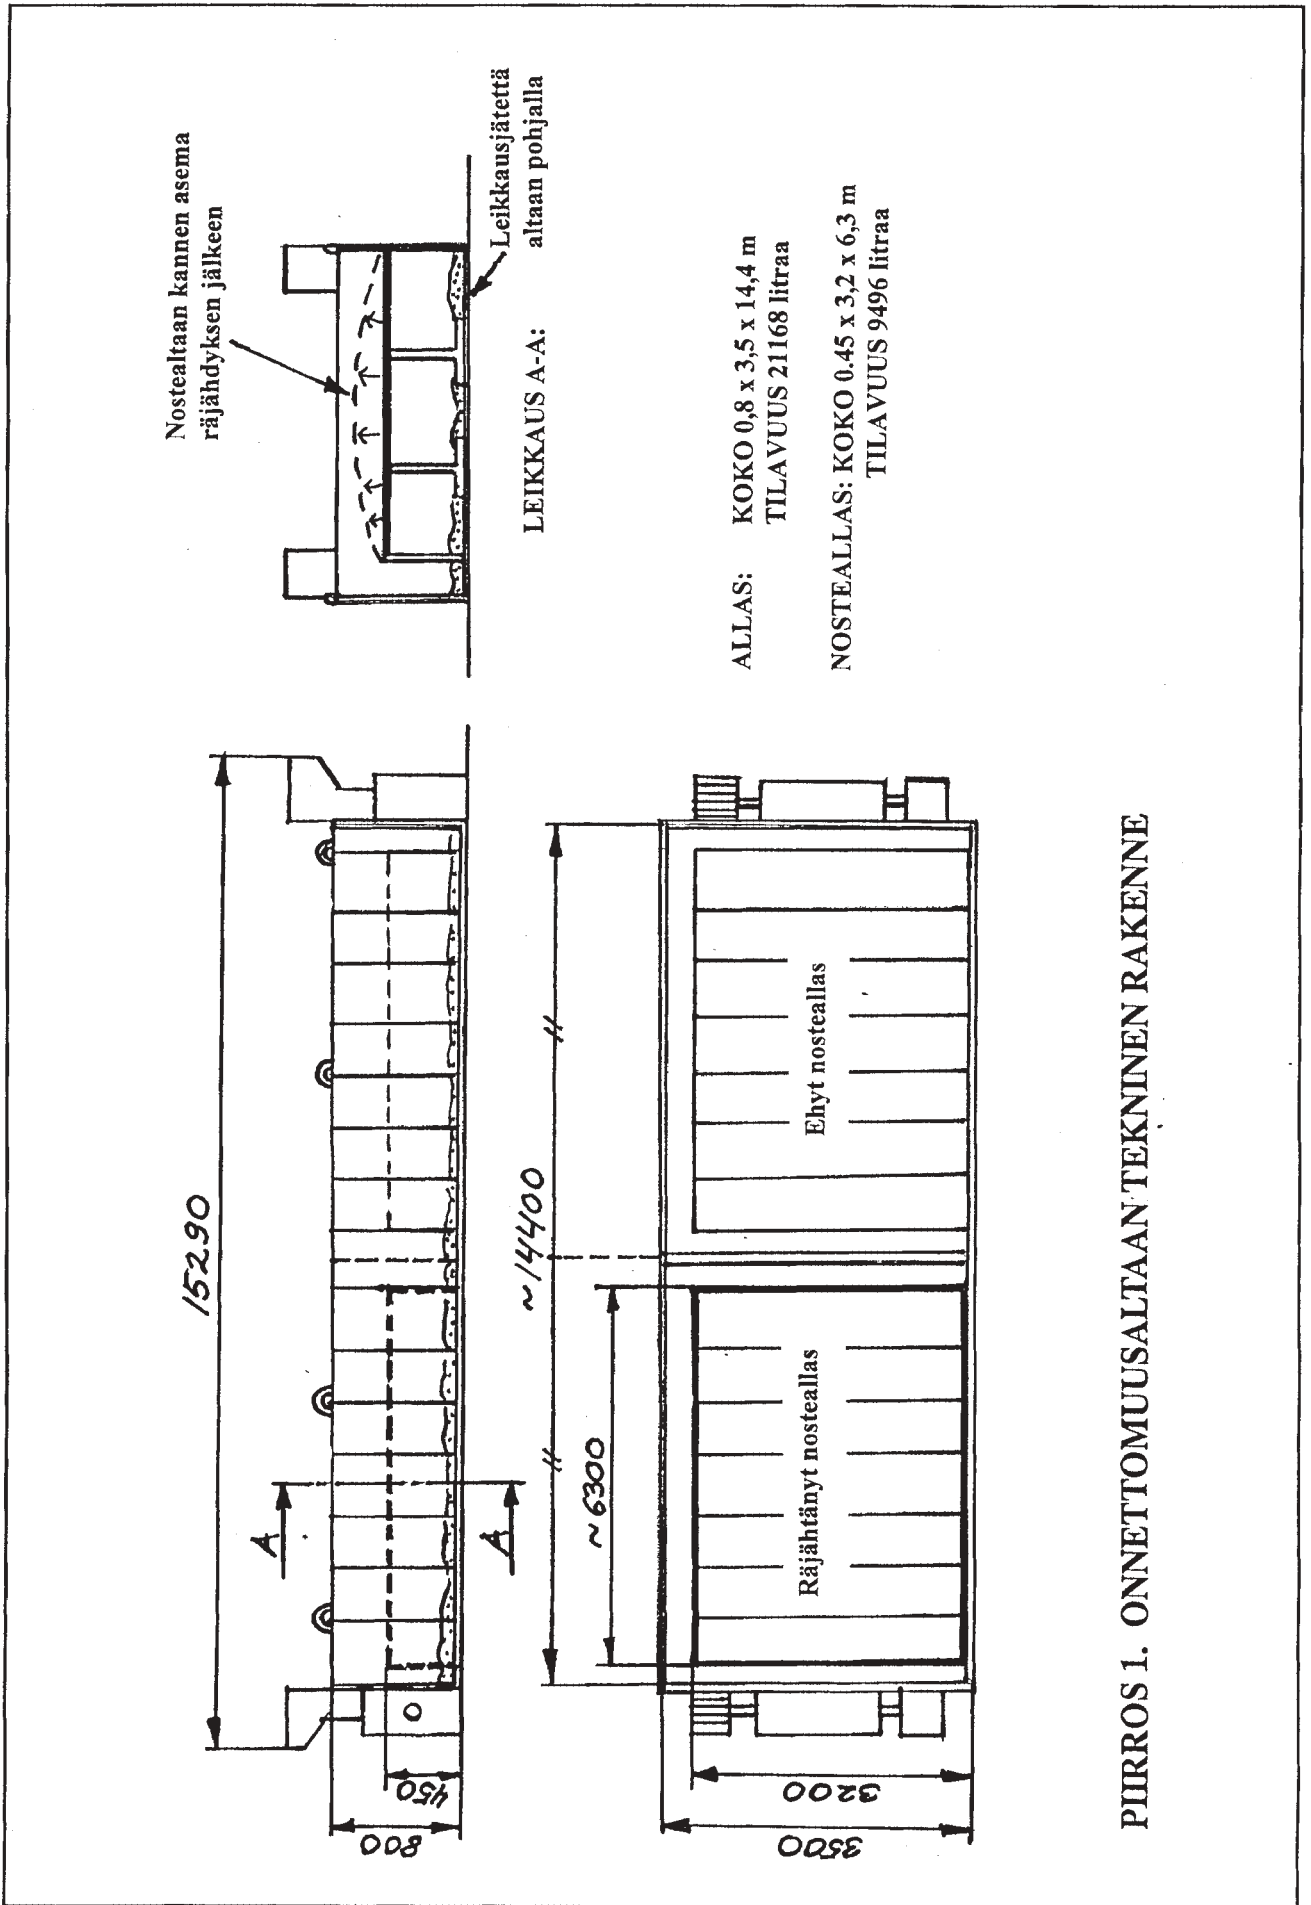 15290
Nostealtaan kannen asema
räjähdyksen jälkeen
A
A
800
450
Leikkausjätettä
altaan pohjalla
LEIKKAUS A-A:
~14400
~6300
3500
3200
Räjähtänyt nosteallas
Ehyt nosteallas
ALLAS: KOKO 0,8 x 3,5 x 14,4 m
TILAVUUS 21168 litraa
NOSTEALLAS: KOKO 0.45 x 3,2 x 6,3 m
TILAVUUS 9496 litraa
PIIRROS 1. ONNETTOMUUSALTAAN TEKNINEN RAKENNE